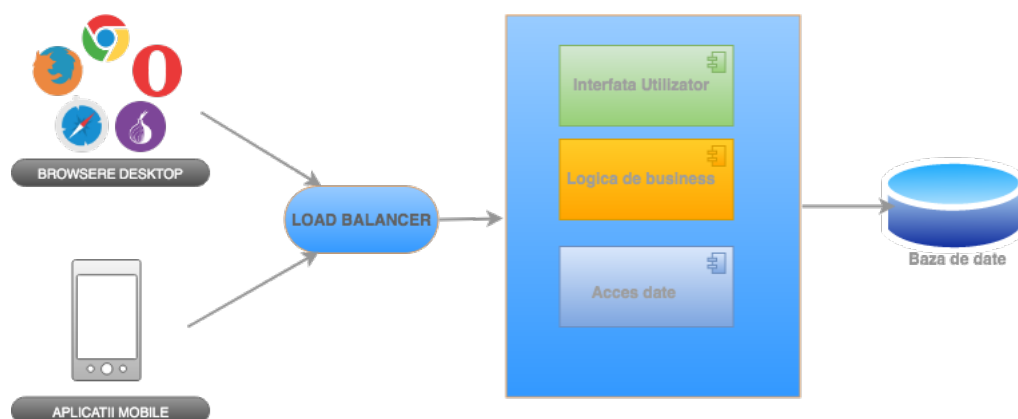 BROWSERE DESKTOP
APLICATII MOBILE
LOAD BALANCER
Interfata Utilizator
Logica de business
Acces date
Baza de date